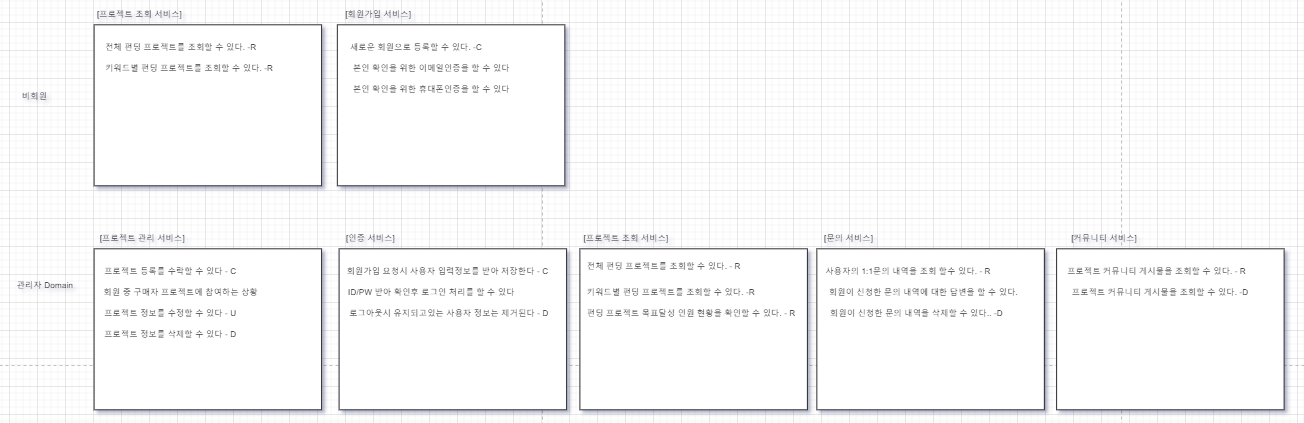 [프로젝트 조회 서비스]
전체 펀딩 프로젝트를 조회할 수 있다. -R
키워드별 펀딩 프로젝트를 조회할 수 있다. -R
[회원가입 서비스]
새로운 회원으로 등록할 수 있다. -C
본인 확인을 위한 이메일인증을 할 수 있다
본인 확인을 위한 휴대폰인증을 할 수 있다
비회원
[프로젝트 관리 서비스]
프로젝트 등록를 수락할 수 있다 - C
회원 중 구매자 프로젝트에 참여하는 상황
프로젝트 정보를 수정할 수 있다 - U
프로젝트 정보를 삭제할 수 있다 - D
[인증 서비스]
회원가입 요청시 사용자 입력정보를 받아 저장한다 - C
ID/PW 받아 확인후 로그인 처리를 할 수 있다
로그아웃시 유지되고있는 사용자 정보는 제거된다 - D
[프로젝트 조회 서비스]
전체 펀딩 프로젝트를 조회할 수 있다. - R
키워드별 펀딩 프로젝트를 조회할 수 있다. -R
펀딩 프로젝트 목표달성 인원 현황을 확인할 수 있다. - R
[문의 서비스]
사용자의 1:1문의 내역을 조회 할수 있다. - R
회원이 신청한 문의 내역에 대한 답변을 할 수 있다.
회원이 신청한 문의 내역을 삭제할 수 있다.. -D
[커뮤니티 서비스]
프로젝트 커뮤니티 게시물을 조회할 수 있다. - R
프로젝트 커뮤니티 게시물을 조회할 수 있다. -D
관리자 Domain